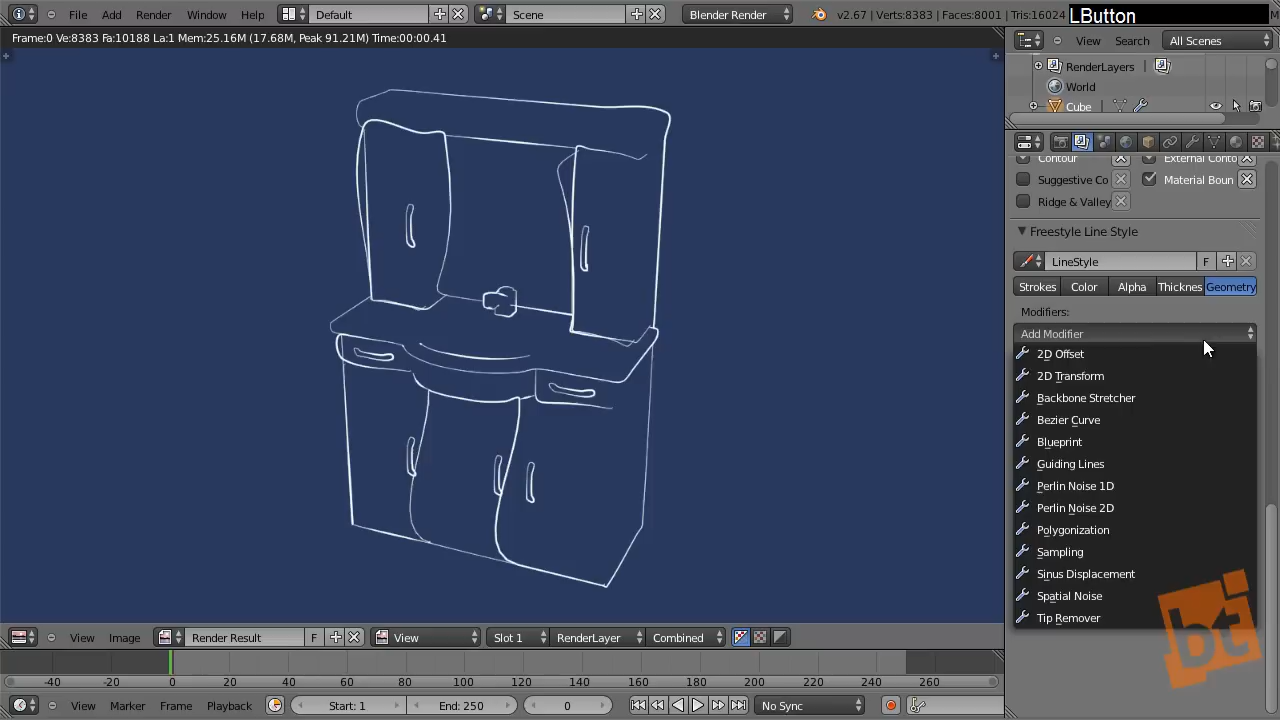 File Add Render Window Help Default Scene Blender Render v2.67 | Verts:8383 | Faces:8001 | Tris:16024 LButton
Frame:0 Ve:8383 Fa:10188 La:1 Mem:25.16M (17.68M, Peak 91.21M) Time:00:00.41
View Search All Scenes
RenderLayers
World
Cube
Contour External Conto
Suggestive Co Material Boun
Ridge & Valley
Freestyle Line Style
LineStyle F
Strokes Color Alpha Thicknes Geometry
Modifiers:
Add Modifier
2D Offset
2D Transform
Backbone Stretcher
Bezier Curve
Blueprint
Guiding Lines
Perlin Noise 1D
Perlin Noise 2D
Polygonization
Sampling
Sinus Displacement
Spatial Noise
Tip Remover
bt
View Image Render Result F View Slot 1 RenderLayer Combined
-40 -20 0 20 40 60 80 100 120 140 160 180 200 220 240 260
View Marker Frame Playback Start: 1 End: 250 0 No Sync